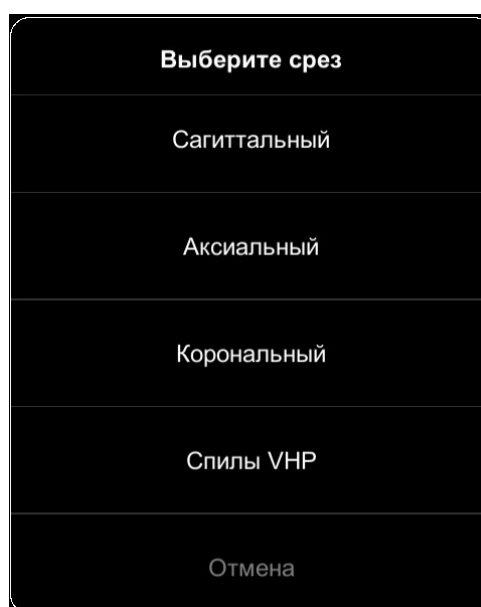 Выберите срез
Сагиттальный
Аксиальный
Корональный
Спилы VHP
Отмена